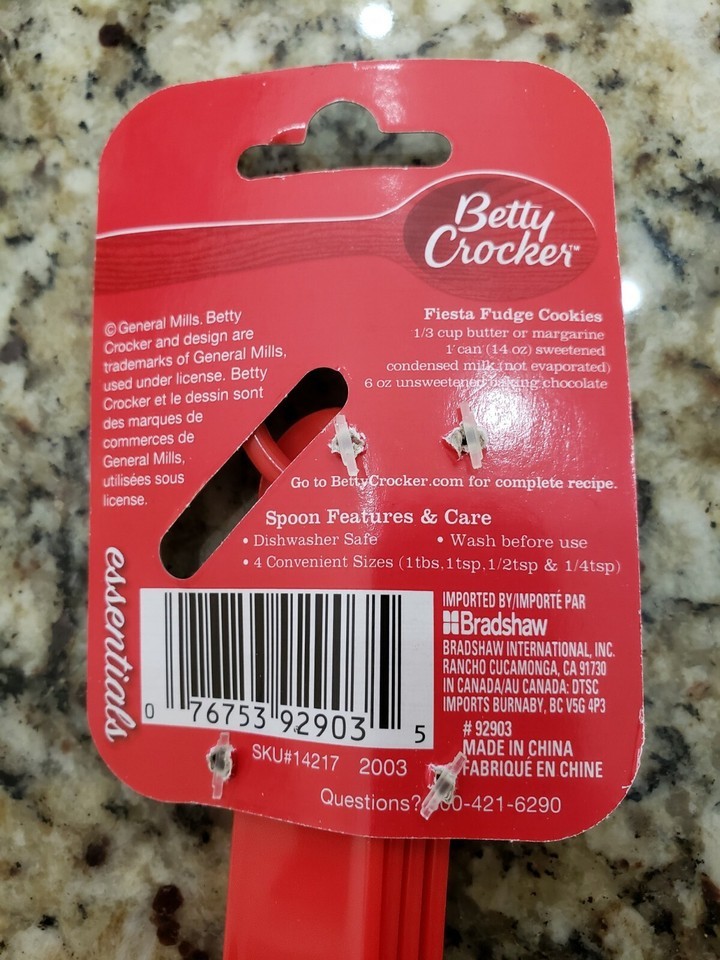 Betty
Crocker™
© General Mills. Betty
Crocker and design are
trademarks of General Mills,
used under license. Betty
Crocker et le dessin sont
des marques de
commerces de
General Mills,
utilisées sous
license.
Fiesta Fudge Cookies
1/3 cup butter or margarine
1 can (14 oz) sweetened
condensed milk (not evaporated)
6 oz unsweetened baking chocolate
Go to BettyCrocker.com for complete recipe.
Spoon Features & Care
• Dishwasher Safe • Wash before use
• 4 Convenient Sizes (1tbs,1tsp,1/2tsp & 1/4tsp)
essentials
0 76753 92903 5
SKU#14217 2003
IMPORTED BY/IMPORTÉ PAR
Bradshaw
BRADSHAW INTERNATIONAL, INC.
RANCHO CUCAMONGA, CA 91730
IN CANADA/AU CANADA: DTSC
IMPORTS BURNABY, BC V5G 4P3
# 92903
MADE IN CHINA
FABRIQUÉ EN CHINE
Questions? 00-421-6290